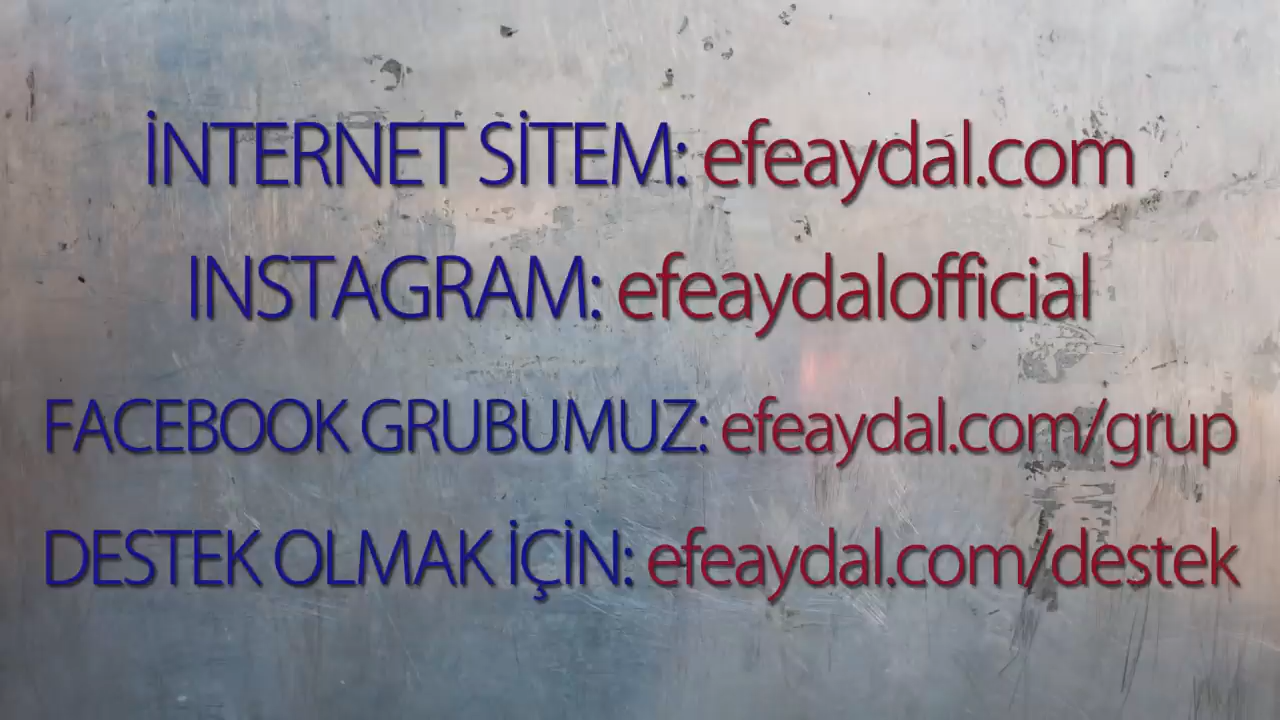 İNTERNET SİTEM: efeaydal.com
INSTAGRAM: efeaydalofficial
FACEBOOK GRUBUMUZ: efeaydal.com/grup
DESTEK OLMAK İÇİN: efeaydal.com/destek